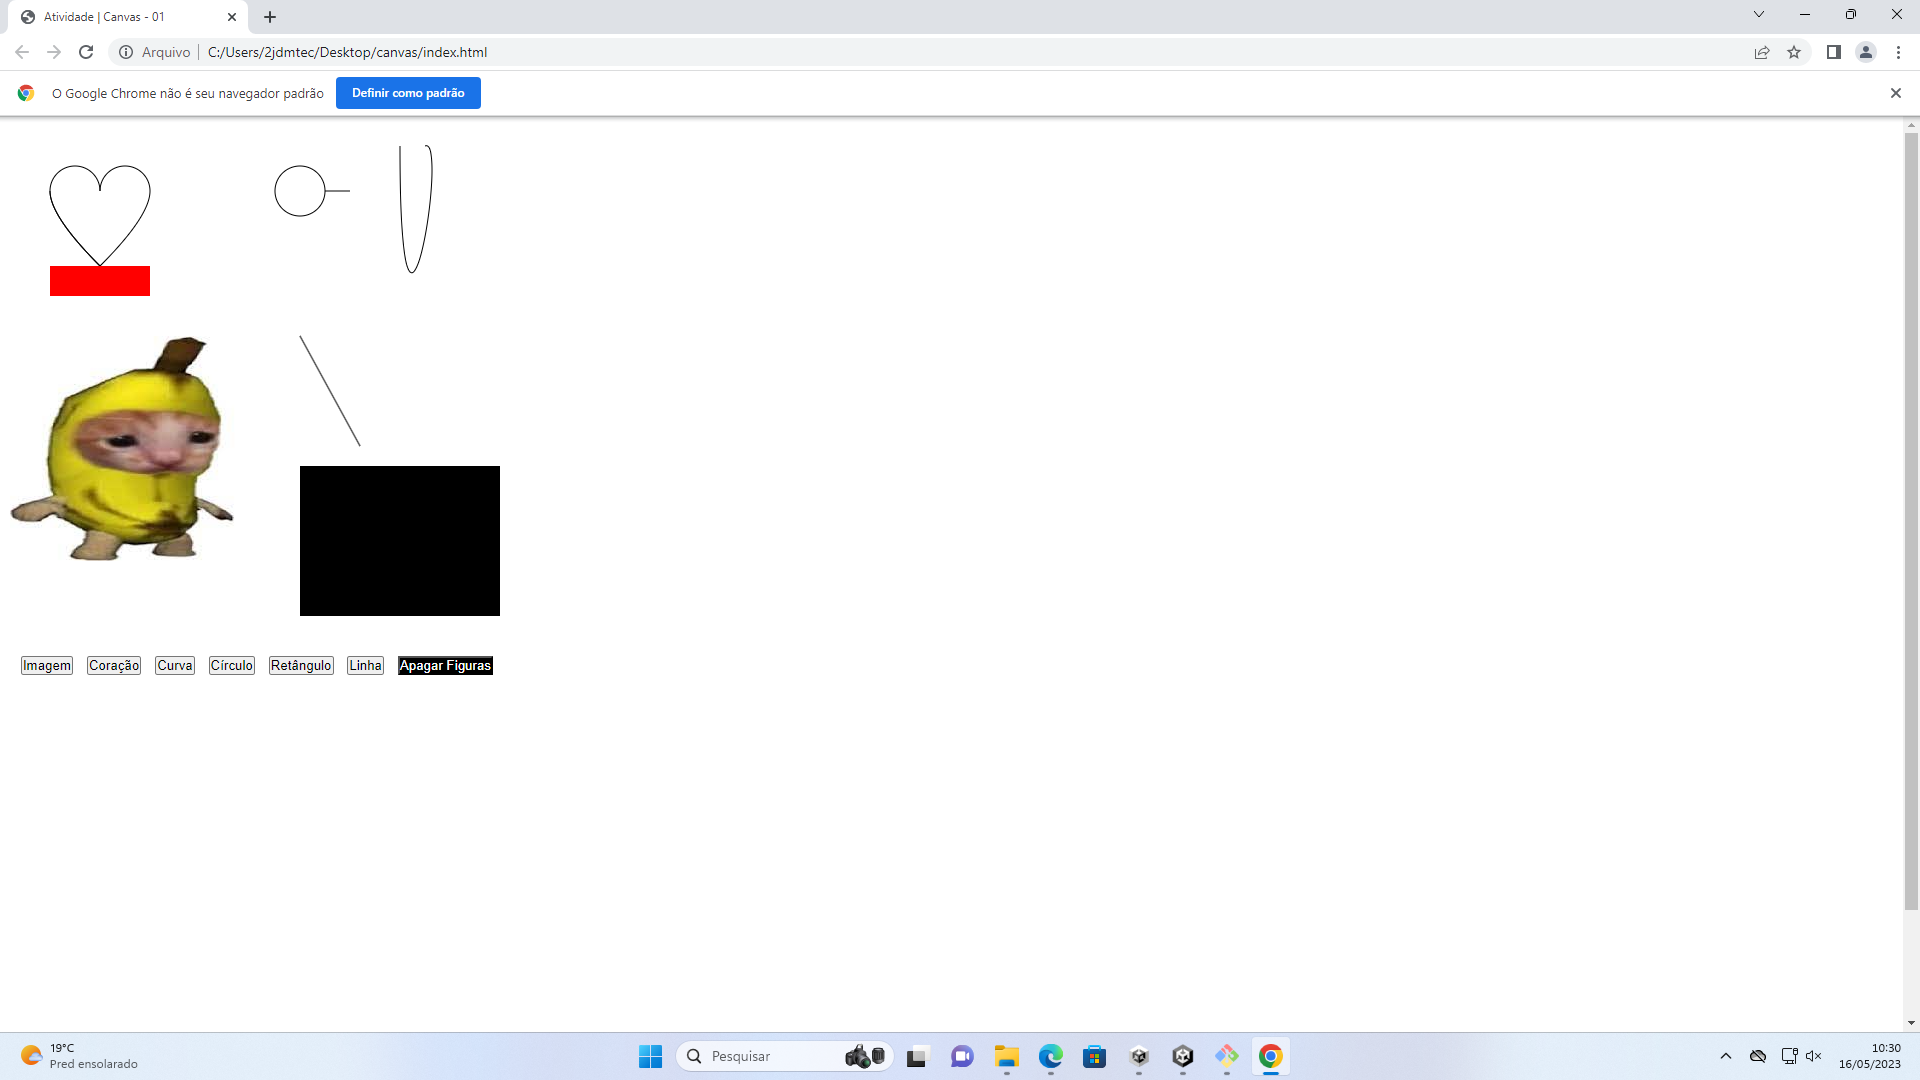 Atividade | Canvas - 01
Arquivo
C:/Users/2jdmtec/Desktop/canvas/index.html
O Google Chrome não é seu navegador padrão
Definir como padrão
Imagem Coração Curva Círculo Retângulo Linha Apagar Figuras
19°C
Pred ensolarado
Pesquisar
10:30
16/05/2023